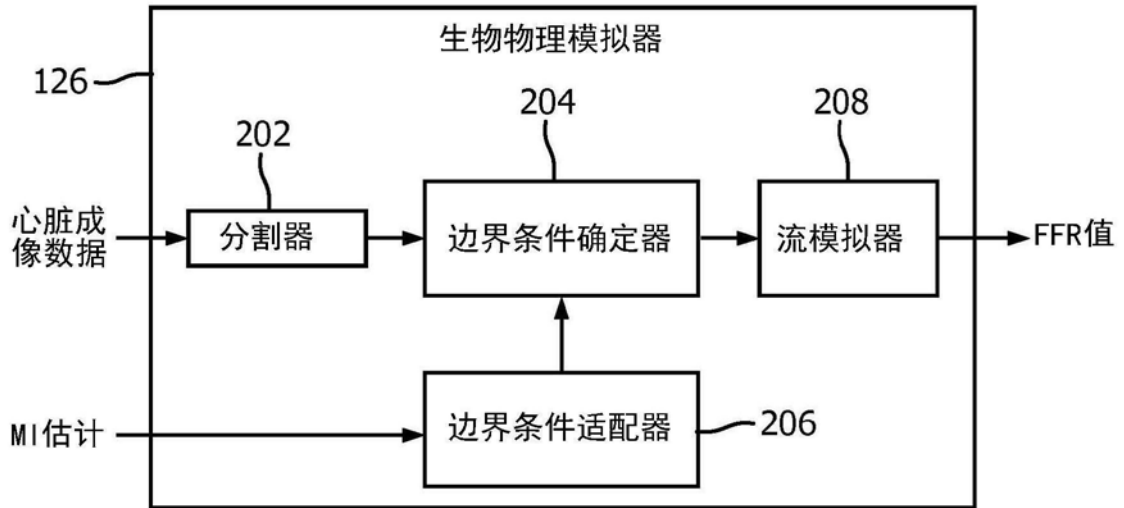 生物物理模拟器
126
202
204
208
心脏成
像数据
分割器
边界条件确定器
流模拟器
FFR值
MI估计
边界条件适配器
206